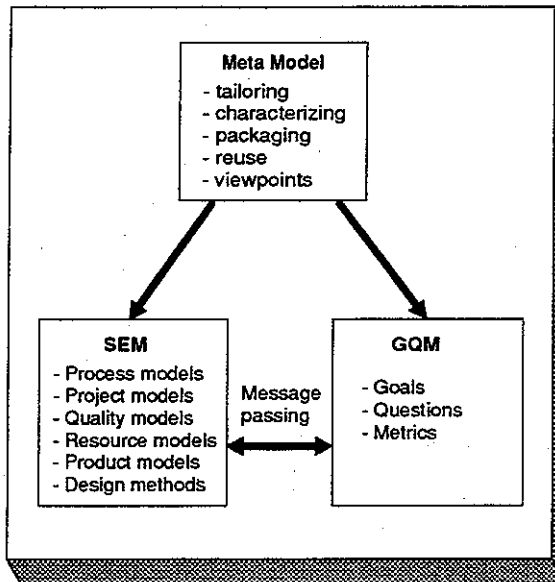 Meta Model
- tailoring
- characterizing
- packaging
- reuse
- viewpoints
SEM
- Process models
- Project models
- Quality models
- Resource models
- Product models
- Design methods
Message
passing
GQM
- Goals
- Questions
- Metrics